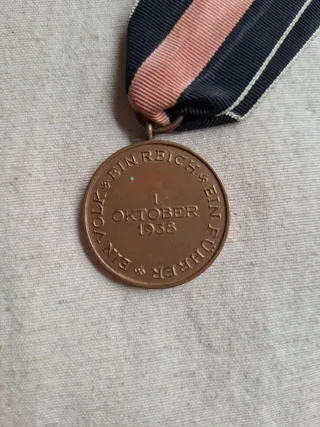 EIN VOLK ※ EIN REICH ※ EIN FÜHRER ※
1.
OKTOBER
1938